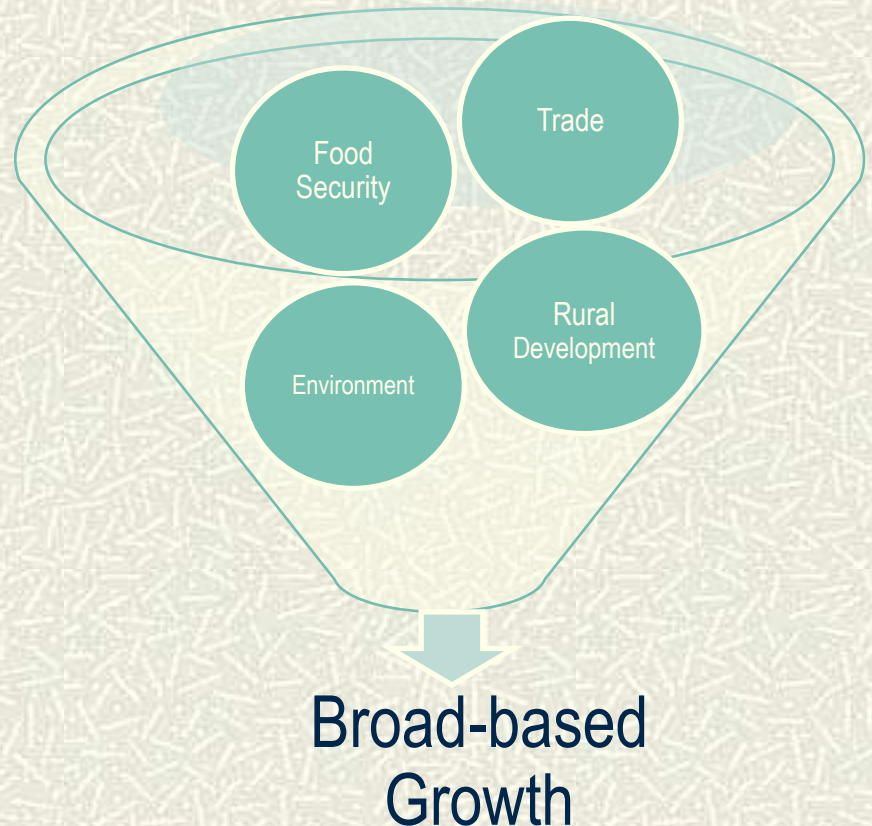 Trade
Food
Security
Rural
Development
Environment
Broad-based
Growth